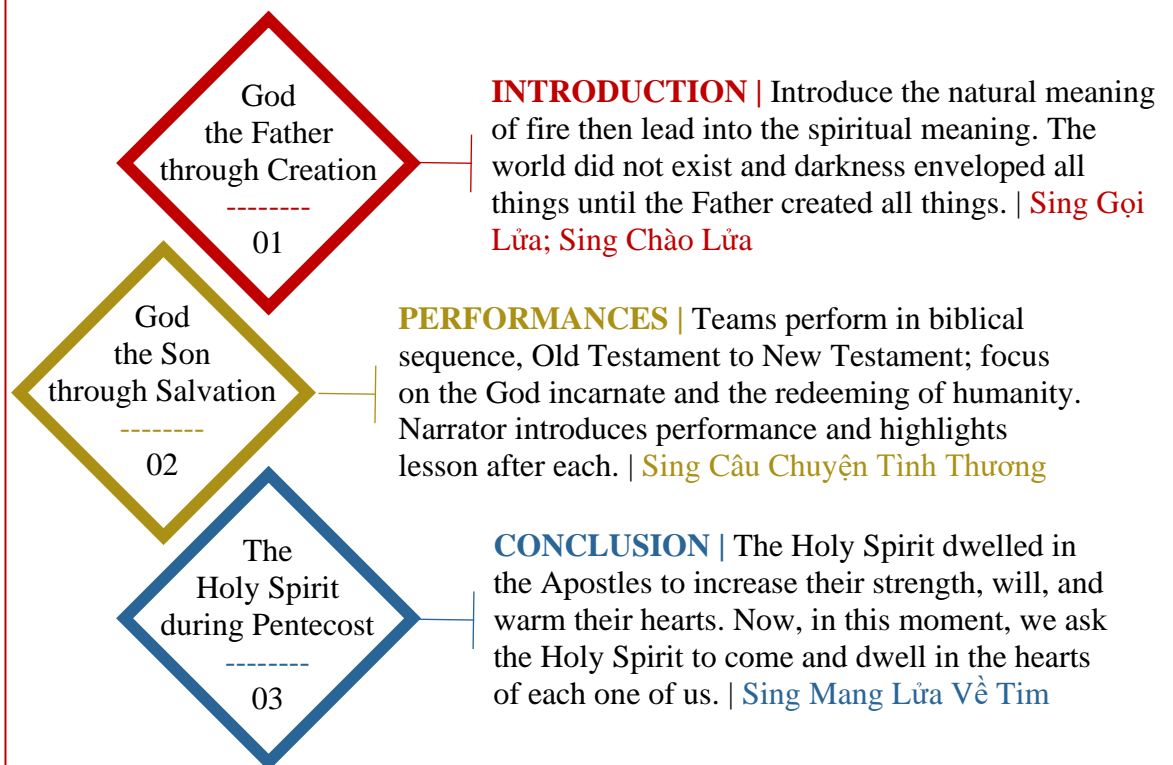 God
the Father
through Creation
--------
01
INTRODUCTION | Introduce the natural meaning
of fire then lead into the spiritual meaning. The
world did not exist and darkness enveloped all
things until the Father created all things. | Sing Gọi
Lửa; Sing Chào Lửa
God
the Son
through Salvation
--------
02
PERFORMANCES | Teams perform in biblical
sequence, Old Testament to New Testament; focus
on the God incarnate and the redeeming of humanity.
Narrator introduces performance and highlights
lesson after each. | Sing Câu Chuyện Tình Thương
The
Holy Spirit
during Pentecost
--------
03
CONCLUSION | The Holy Spirit dwelled in
the Apostles to increase their strength, will, and
warm their hearts. Now, in this moment, we ask
the Holy Spirit to come and dwell in the hearts
of each one of us. | Sing Mang Lửa Về Tim